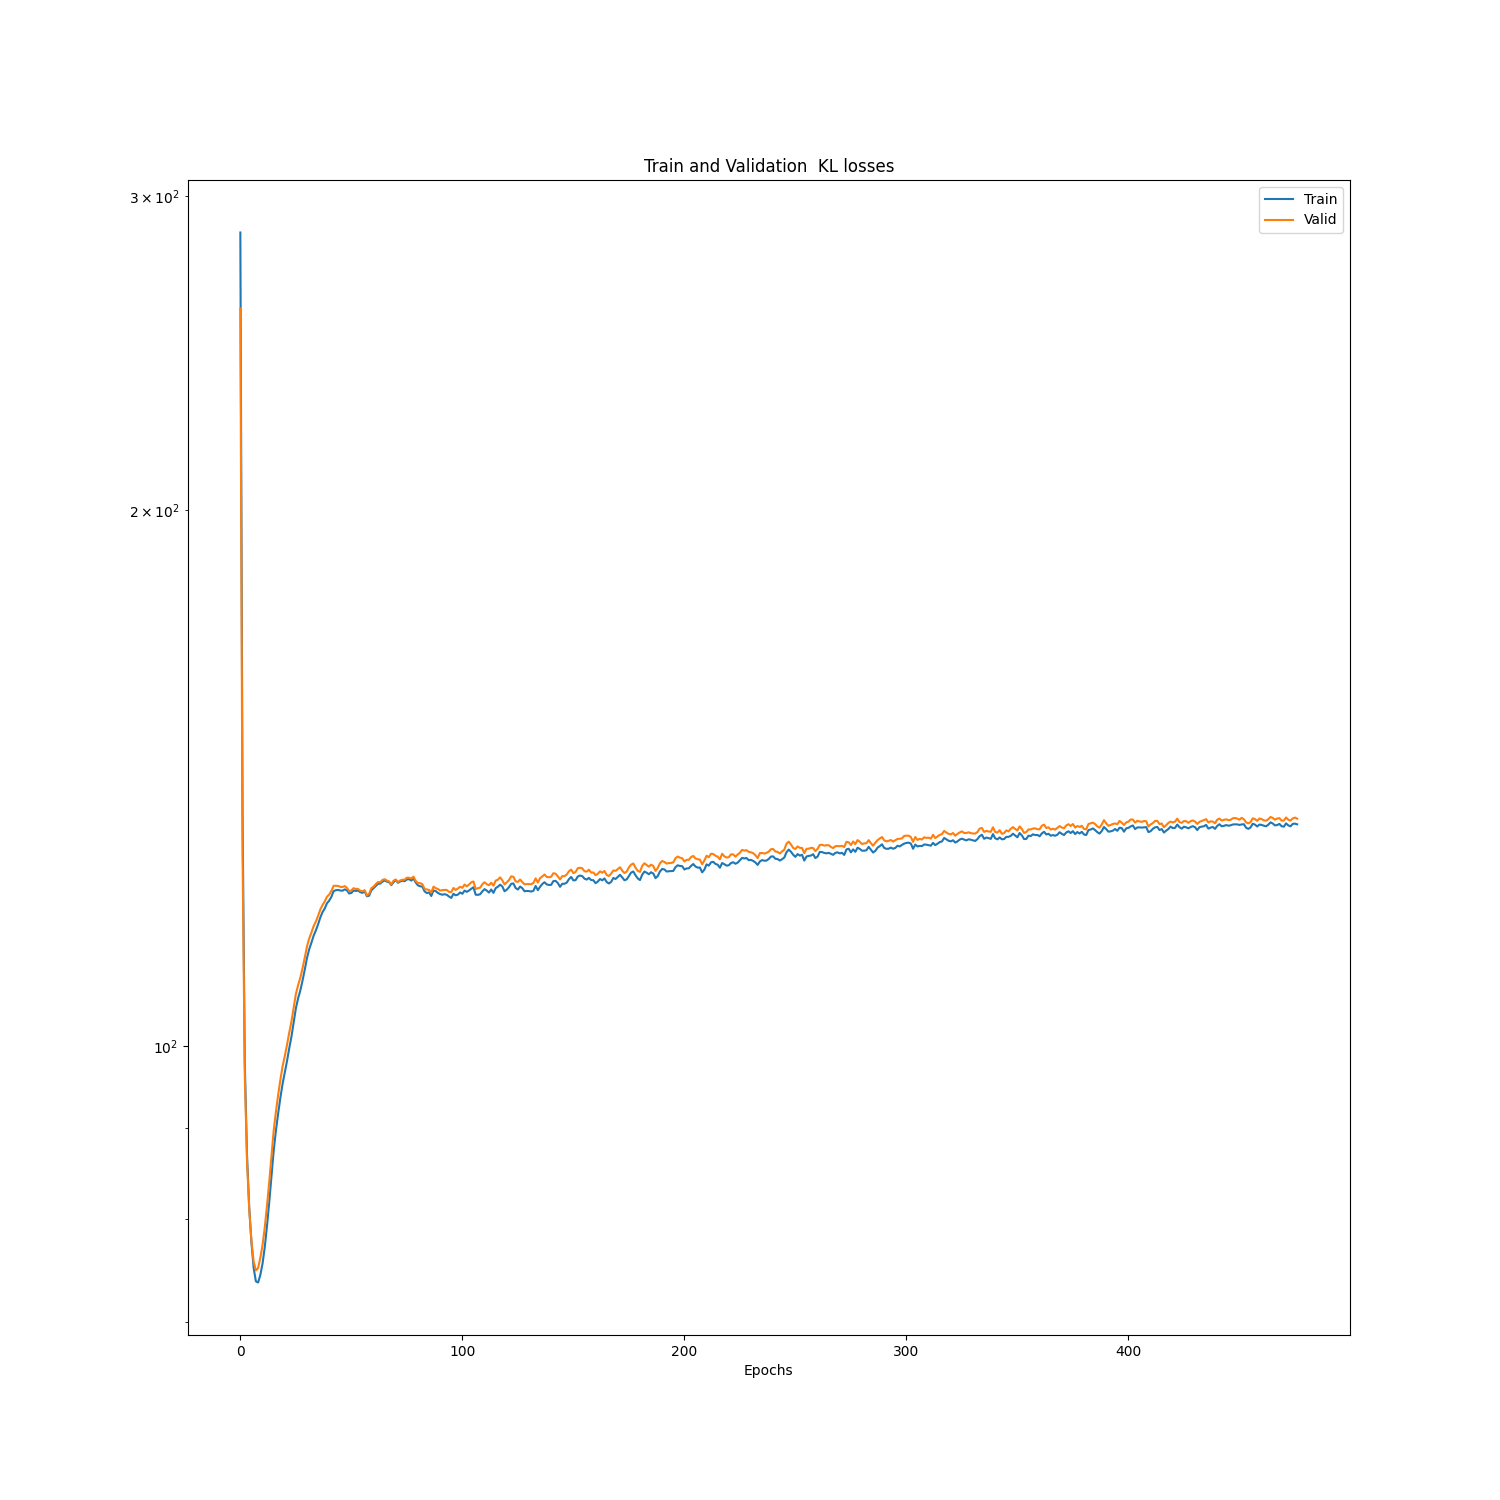 Train and Validation  KL losses
3 × 10²
Train
Valid
2 × 10²
10²
0 100 200 300 400
Epochs